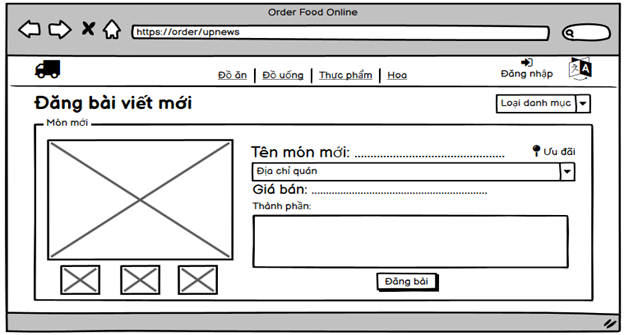 Order Food Online
https://order/upnews
Đồ ăn | Đồ uống | Thực phẩm | Hoa
Đăng nhập
Đăng bài viết mới
Loại danh mục
Món mới
Tên món mới: ................................................
Ưu đãi
Địa chỉ quán
Giá bán: ................................................
Thành phần:
Đăng bài